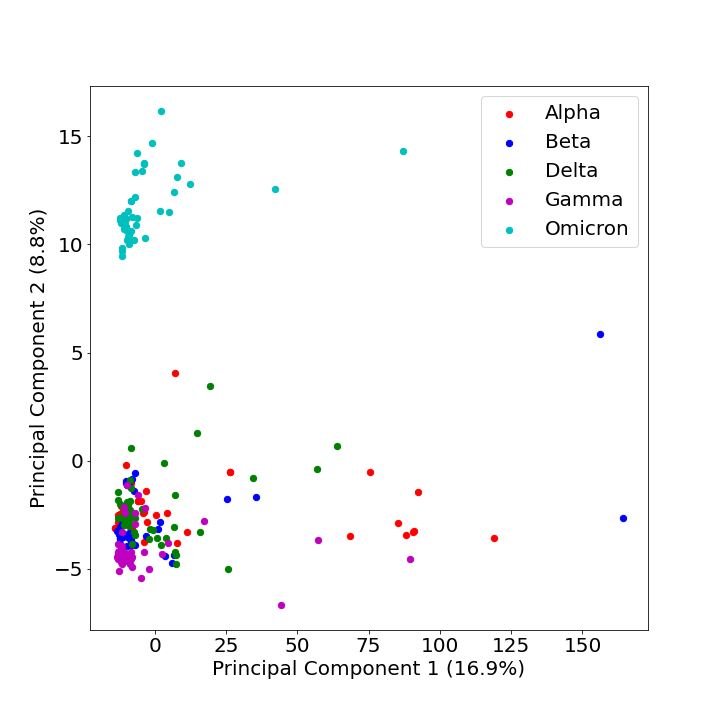 Alpha
Beta
Delta
Gamma
Omicron
15
10
5
0
−5
Principal Component 2 (8.8%)
0
25
50
75
100
125
150
Principal Component 1 (16.9%)